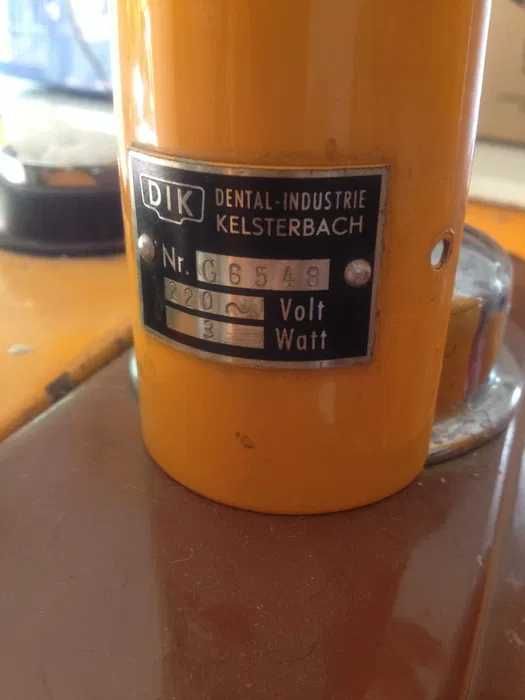 DIK DENTAL-INDUSTRIE
KELSTERBACH
Nr. G6548
220~ Volt
3 Watt